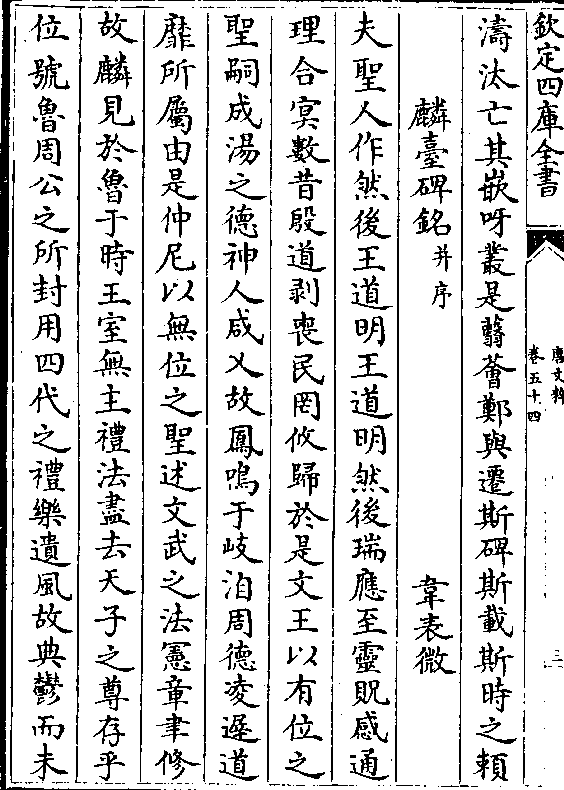 欽定四庫全書
唐文粹
卷五十四
三
濤汰亡其嵌呀叢是翳薈鄭與遷斯碑斯載斯時之賴
麟臺碑銘并序
韋表微
夫聖人作然後王道明王道明然後瑞應至靈貺感通
理合冥數昔殷道剥喪民罔攸歸於是文王以有位之
聖嗣成湯之德神人咸乂故鳳鳴于岐洎周德凌遲道
靡所屬由是仲尼以無位之聖述文武之法憲章聿修
故麟見於魯于時王室無主禮法盡去天子之尊存乎
位號魯周公之所封用四代之禮樂遺風故典鬱而未